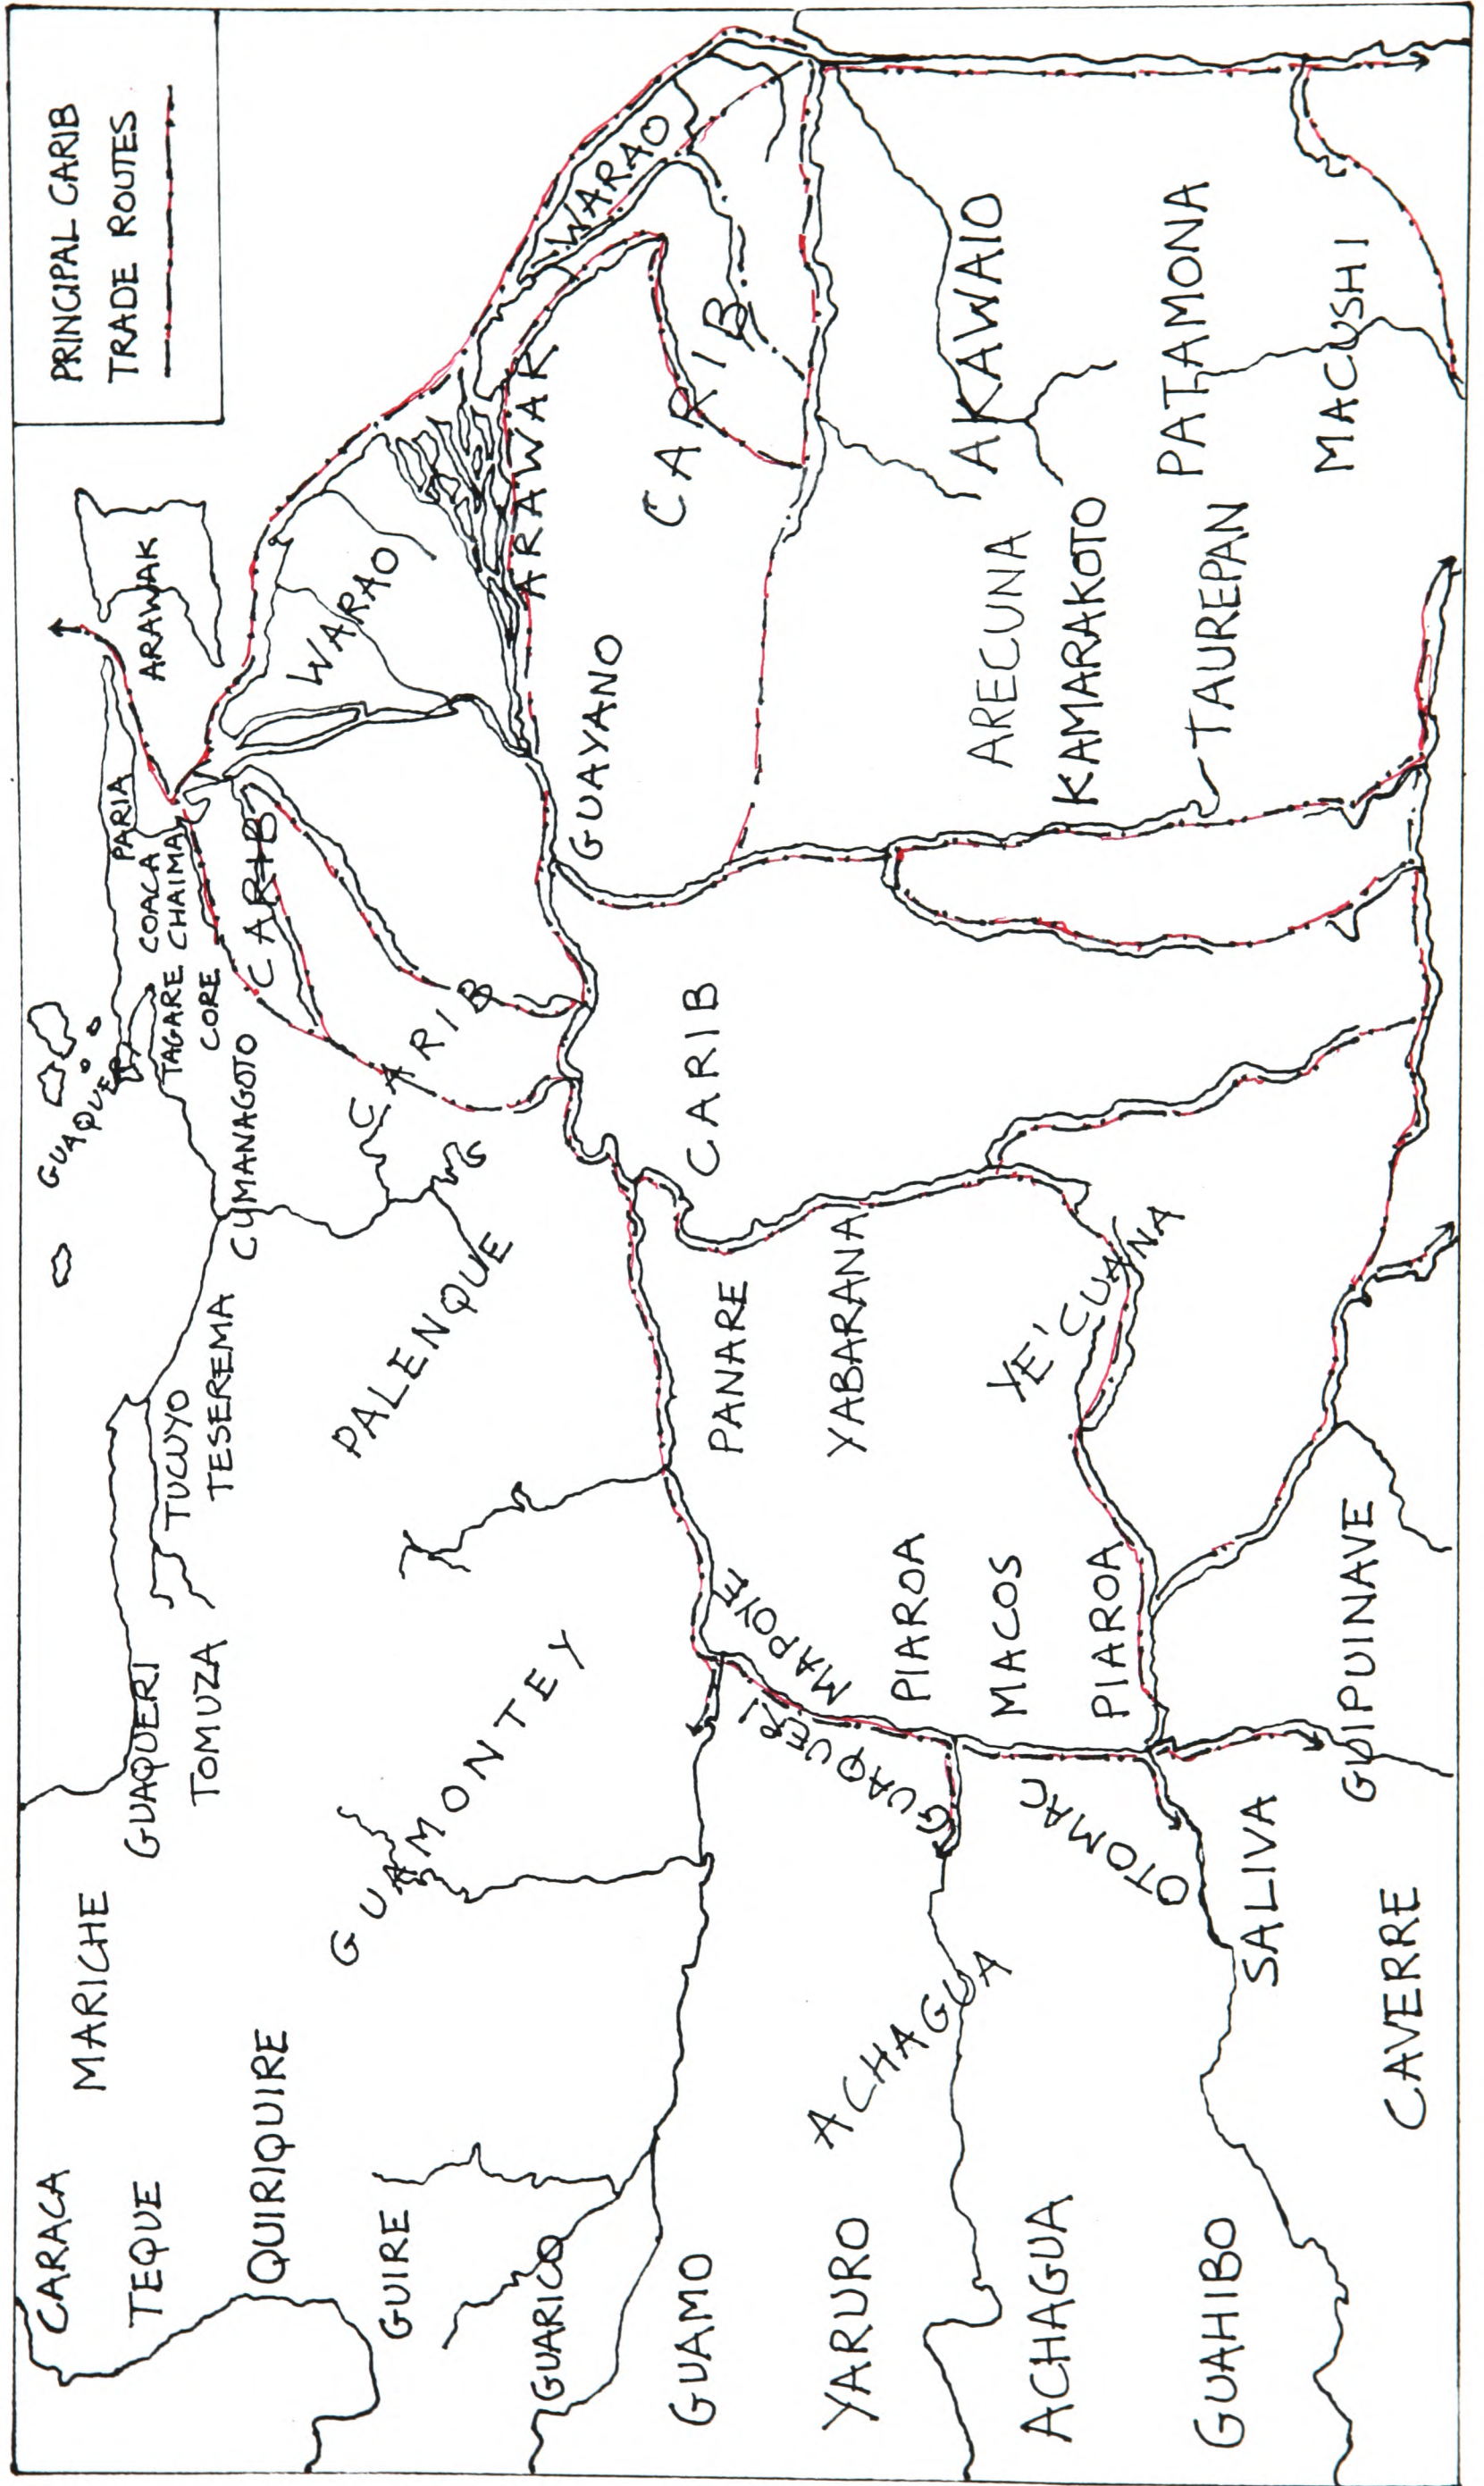 PRINCIPAL CARIB
TRADE ROUTES
CARACA
MARICHE
TEQUE
QUIRIQUIRE
GUIRE
GUARICO
GUAMO
YARURO
ACHAGUA
GUAHIBO
GUAQUERI
TOMUZA
TUCUYO
TESEREMA
GUAMONTEY
PALENQUE
GUAQUE
CUMANAGOTO
TAGARE
CORE
COACA
CHAIMA
PARIA
CARIB
CARIB
ARAWAK
WARAO
WARAO
ARAWAK
GUAYANO
CARIB
CARIB
PANARE
YABARANA
YE'CUANA
MAPOYE
GUAQUERI
PIAROA
MACOS
PIAROA
OTOMAC
ACHAGUA
SALIVA
CAVERRE
GUIPUINAVE
ARECUNA
KAMARAKOTO
TAUREPAN
AKAWAIO
PATAMONA
MACUSHI